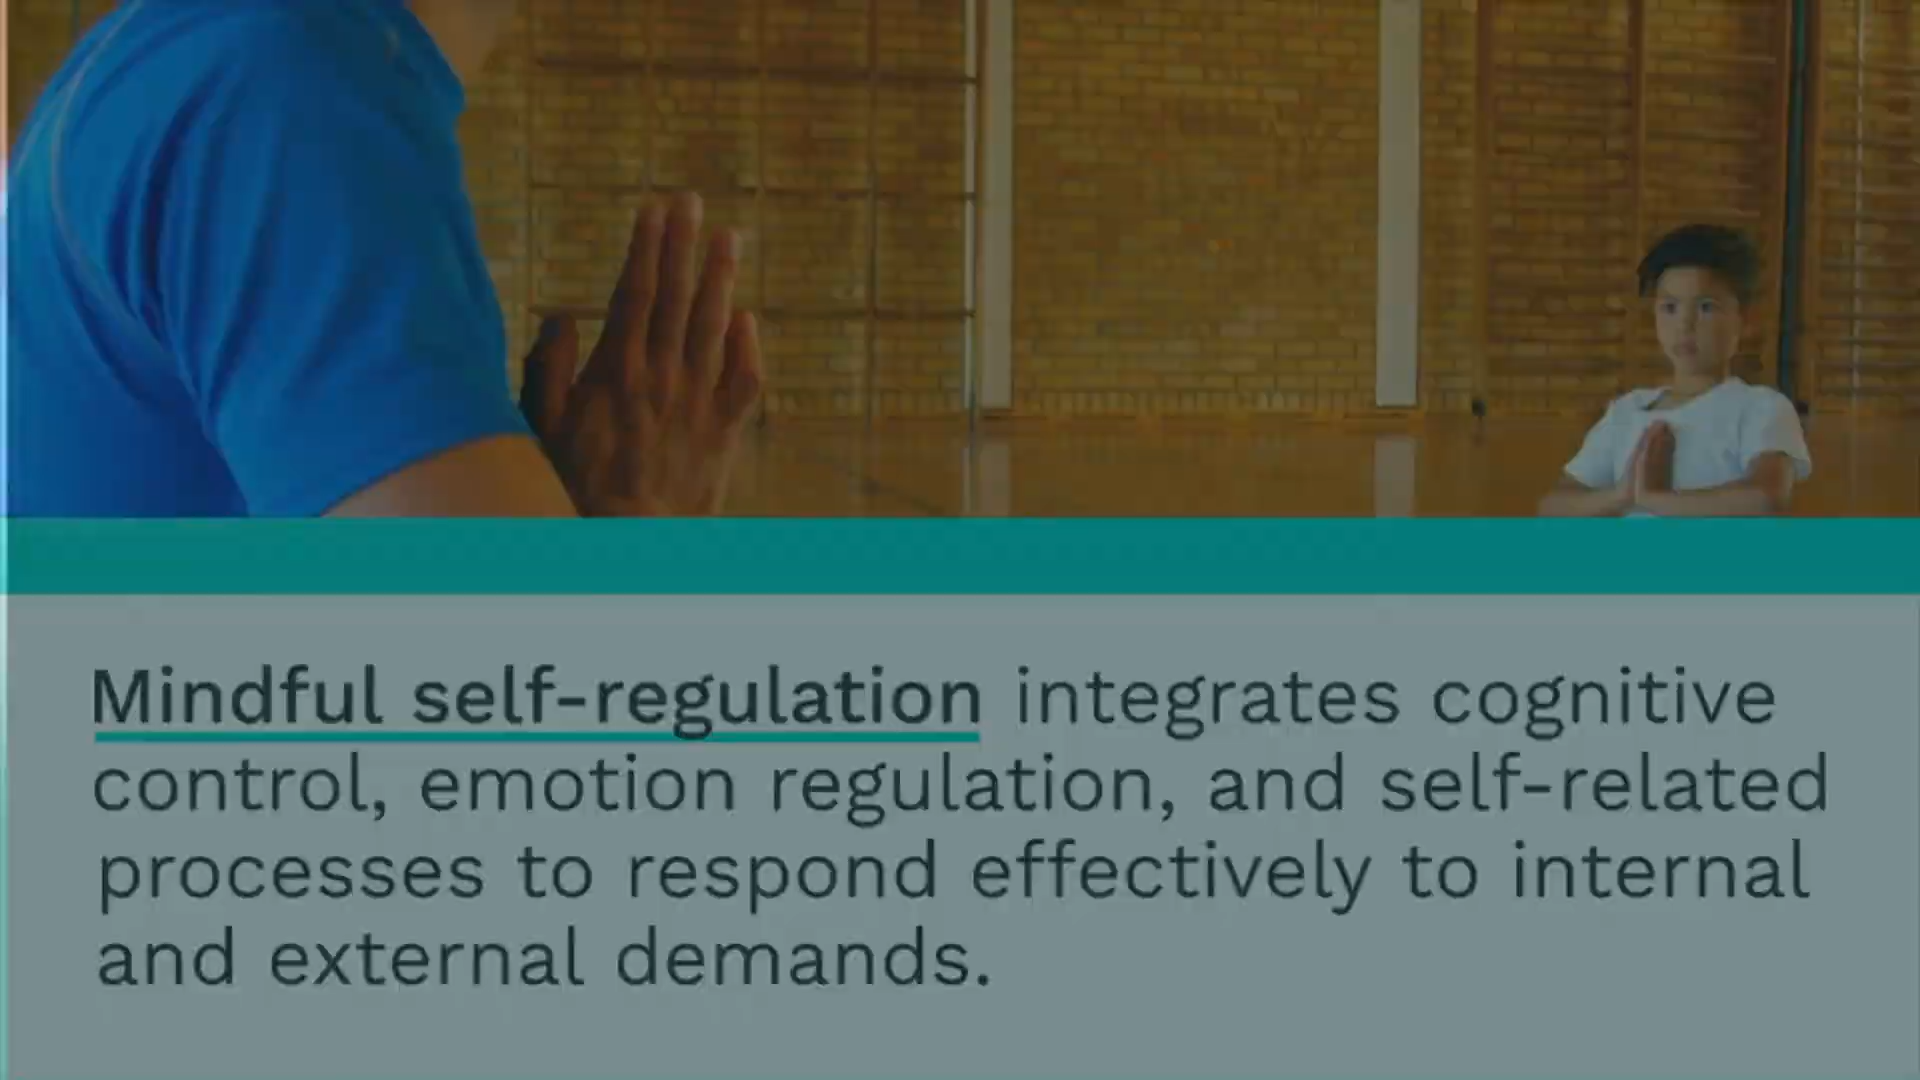 Mindful self-regulation integrates cognitive
control, emotion regulation, and self-related
processes to respond effectively to internal
and external demands.